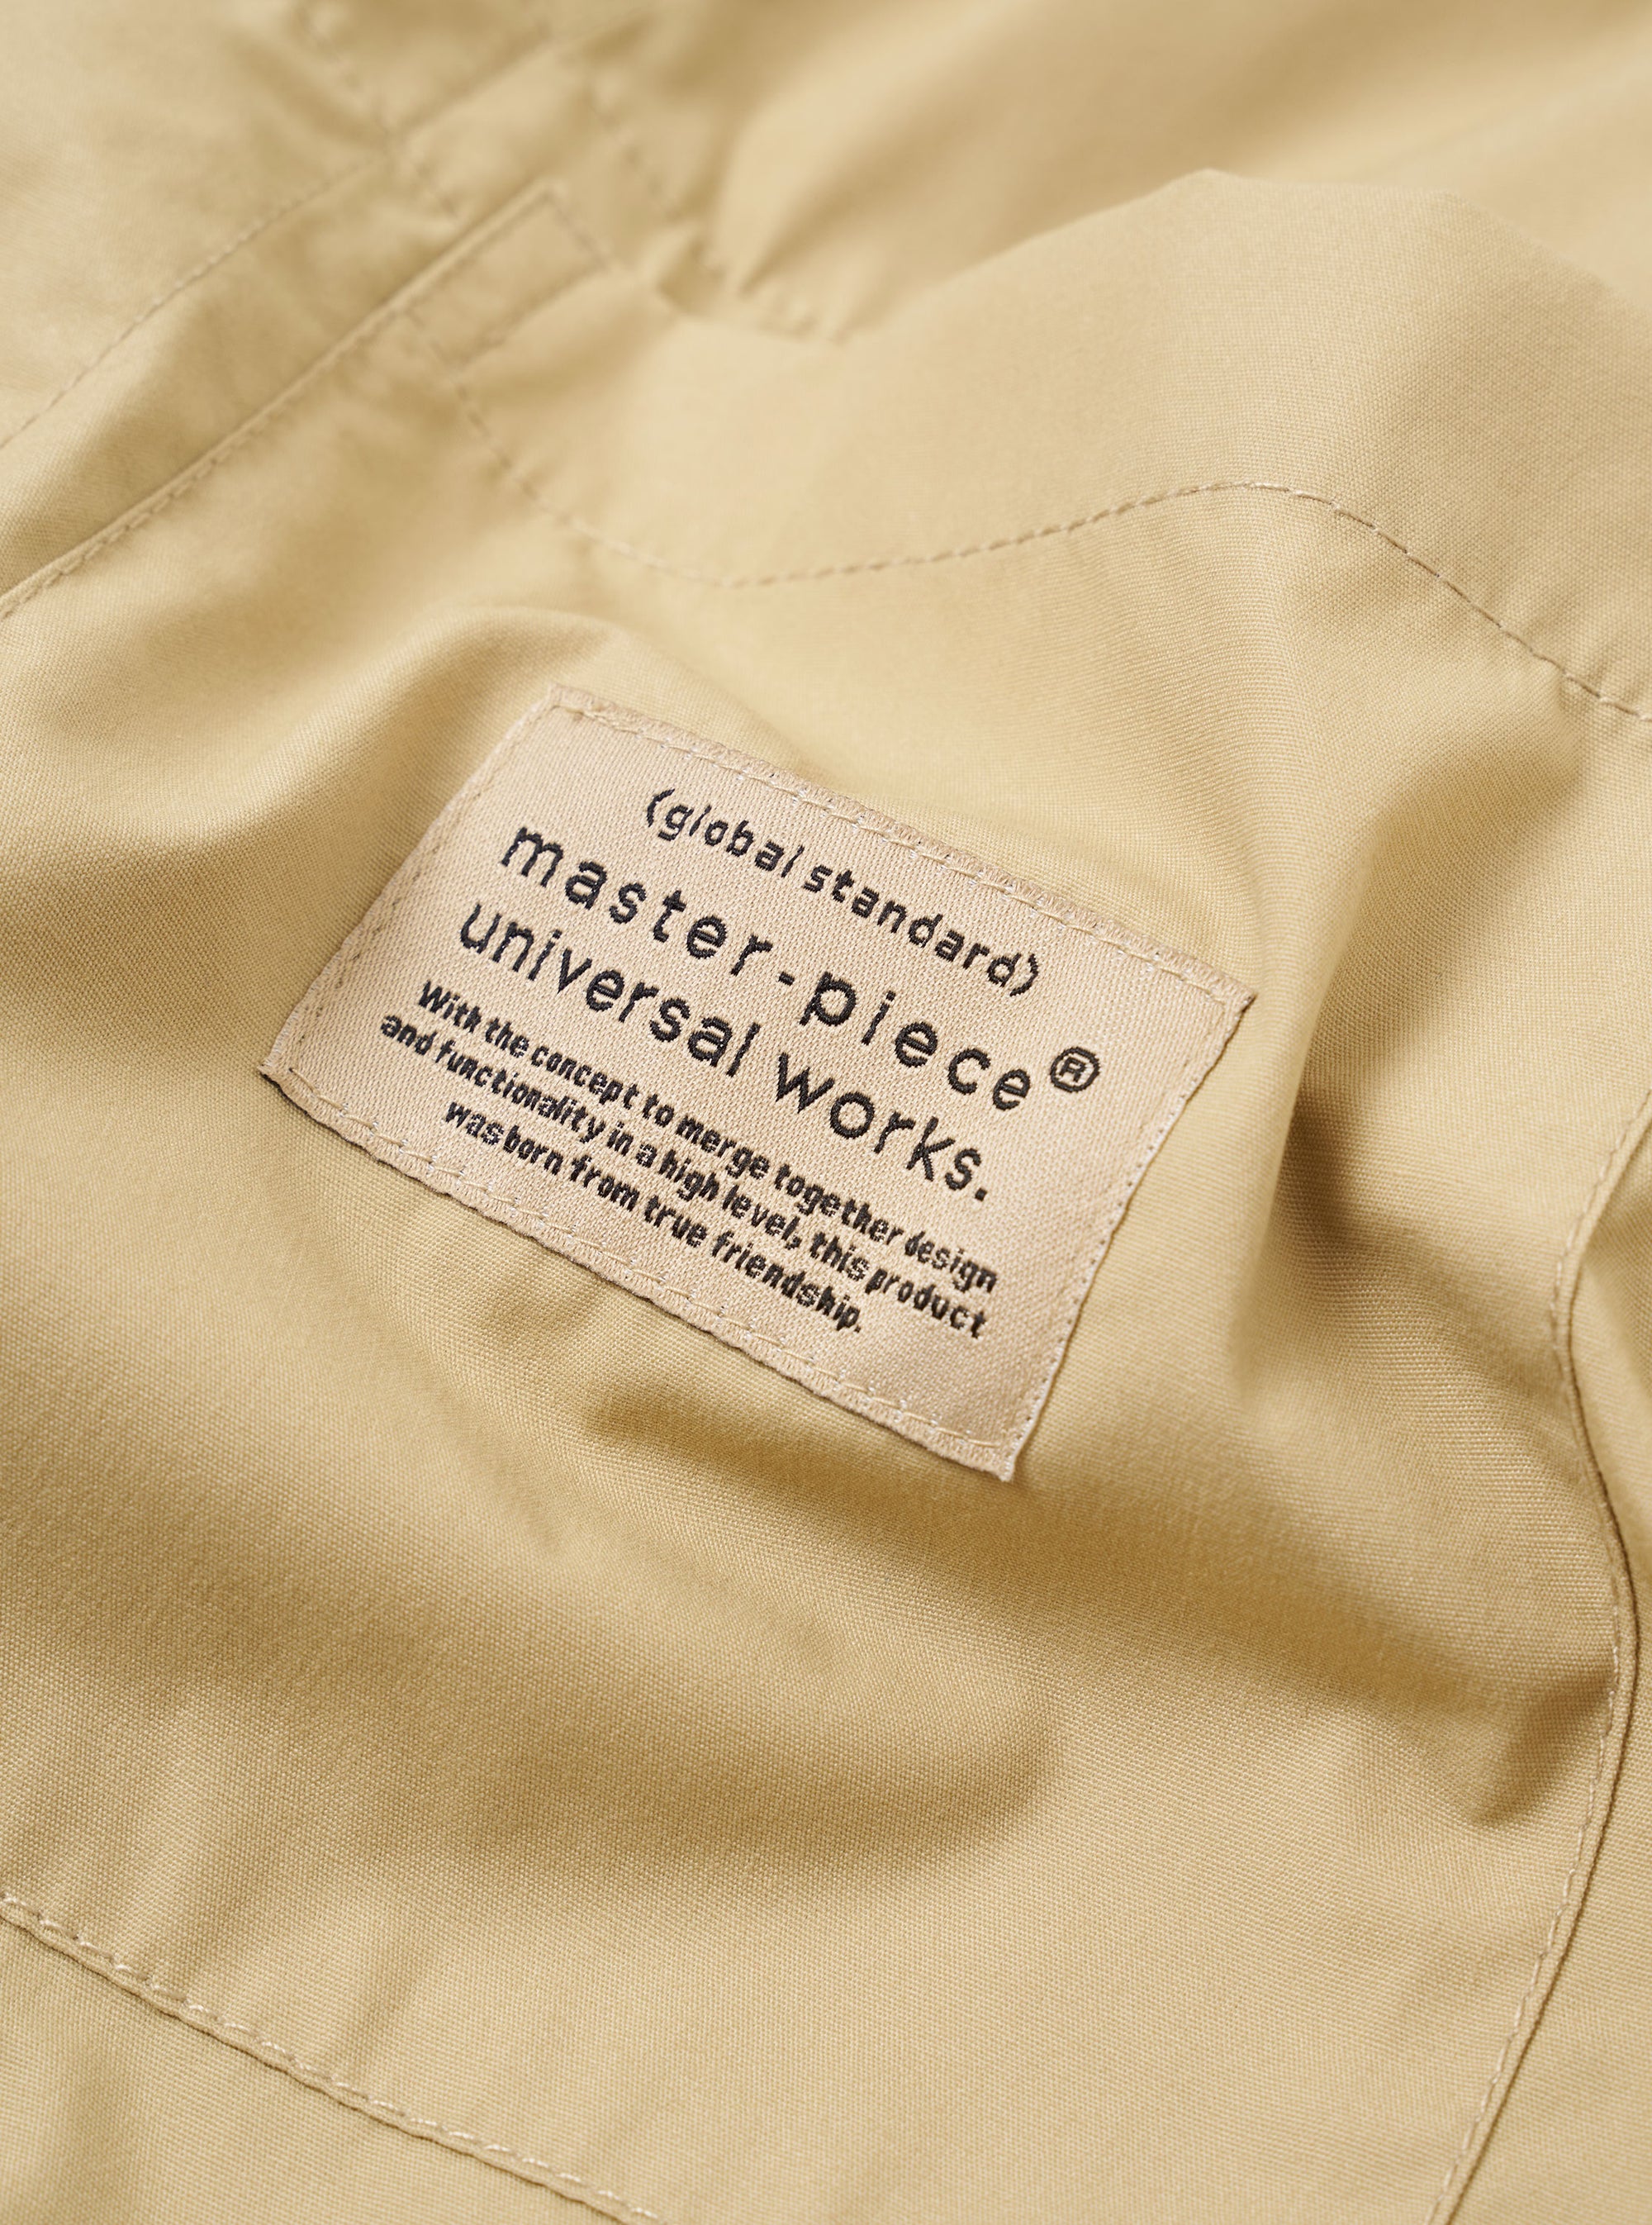 (global standard)
master-piece®
universal works.
With the concept to merge together design
and functionality in a high level, this product
was born from true friendship.